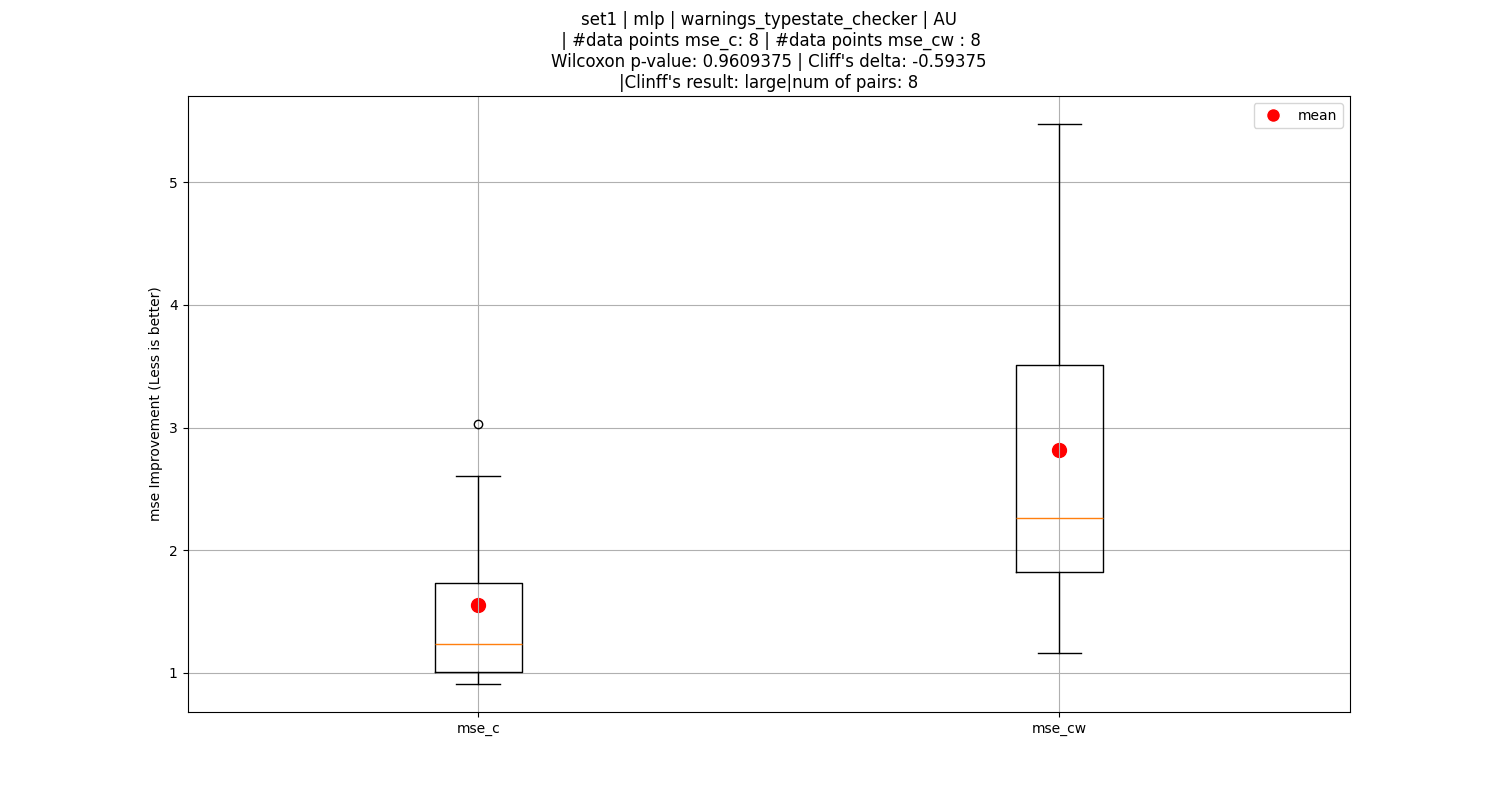 set1 | mlp | warnings_typestate_checker | AU
| #data points mse_c: 8 | #data points mse_cw : 8
Wilcoxon p-value: 0.9609375 | Cliff's delta: -0.59375
|Clinff's result: large|num of pairs: 8
mean
mse Improvement (Less is better)
5
4
3
2
1
mse_c
mse_cw